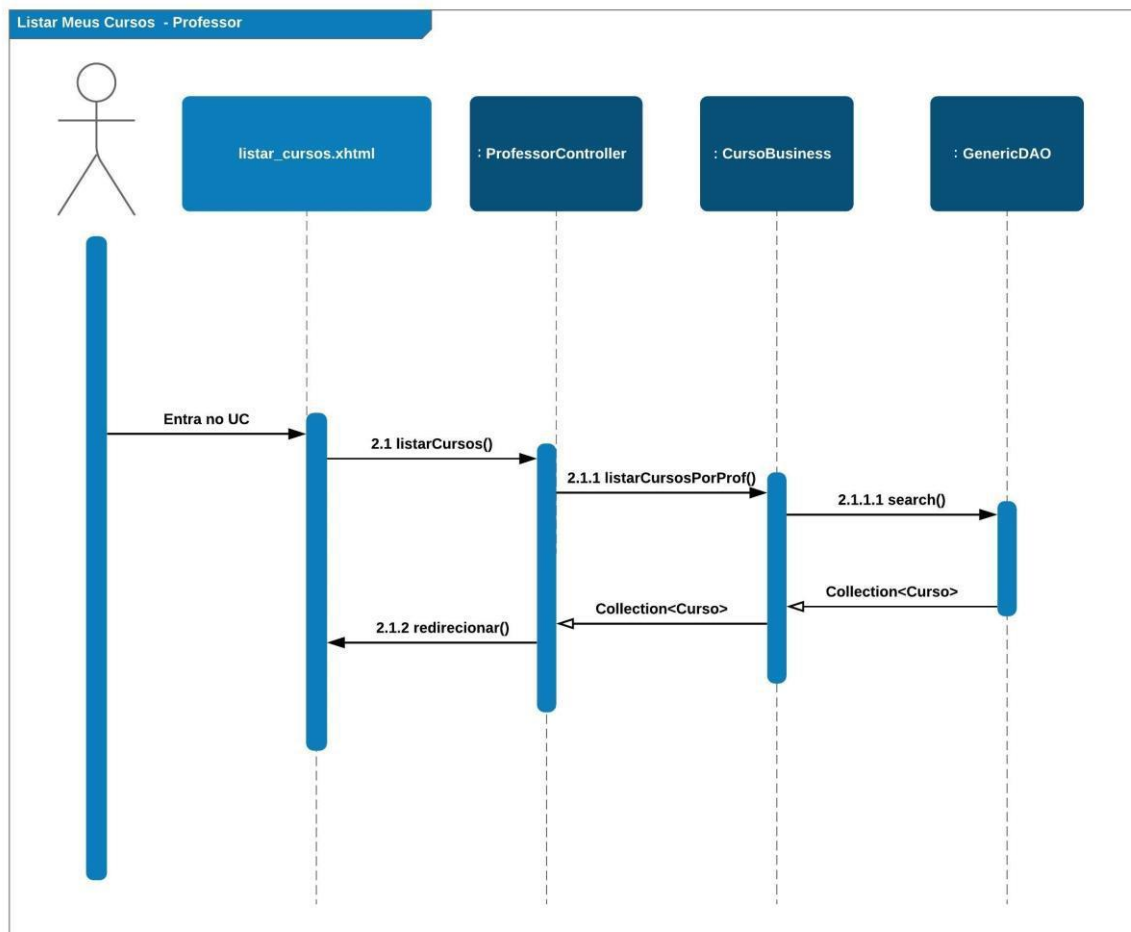 Listar Meus Cursos - Professor
listar_cursos.xhtml
: ProfessorController
: CursoBusiness
: GenericDAO
Entra no UC
2.1 listarCursos()
2.1.1 listarCursosPorProf()
2.1.1.1 search()
Collection<Curso>
Collection<Curso>
2.1.2 redirecionar()